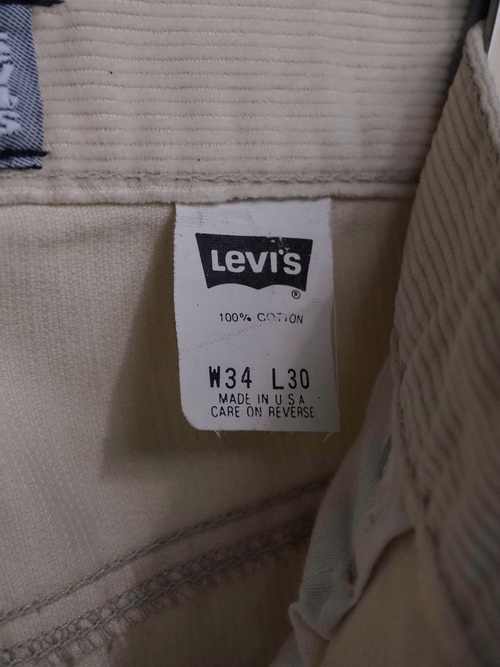 Levi's
®
100% COTTON
W34 L30
MADE IN U S A
CARE ON REVERSE